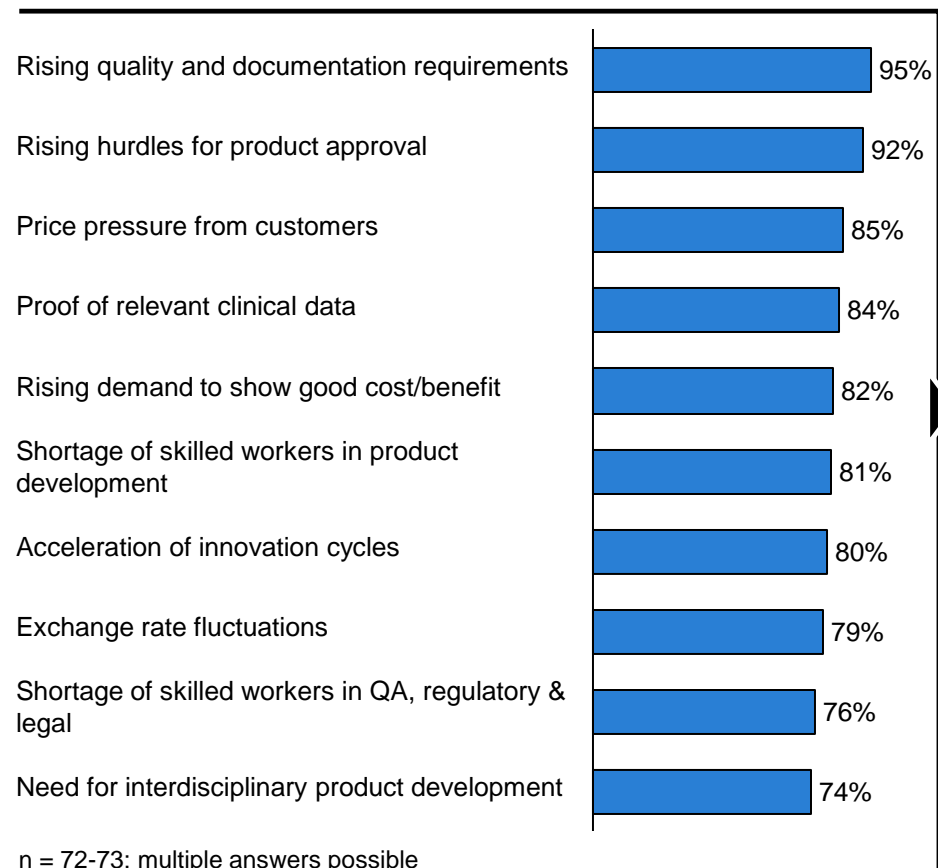 Rising quality and documentation requirements
95%
Rising hurdles for product approval
92%
Price pressure from customers
85%
Proof of relevant clinical data
84%
Rising demand to show good cost/benefit
82%
Shortage of skilled workers in product
development
81%
Acceleration of innovation cycles
80%
Exchange rate fluctuations
79%
Shortage of skilled workers in QA, regulatory &
legal
76%
Need for interdisciplinary product development
74%
n = 72-73; multiple answers possible